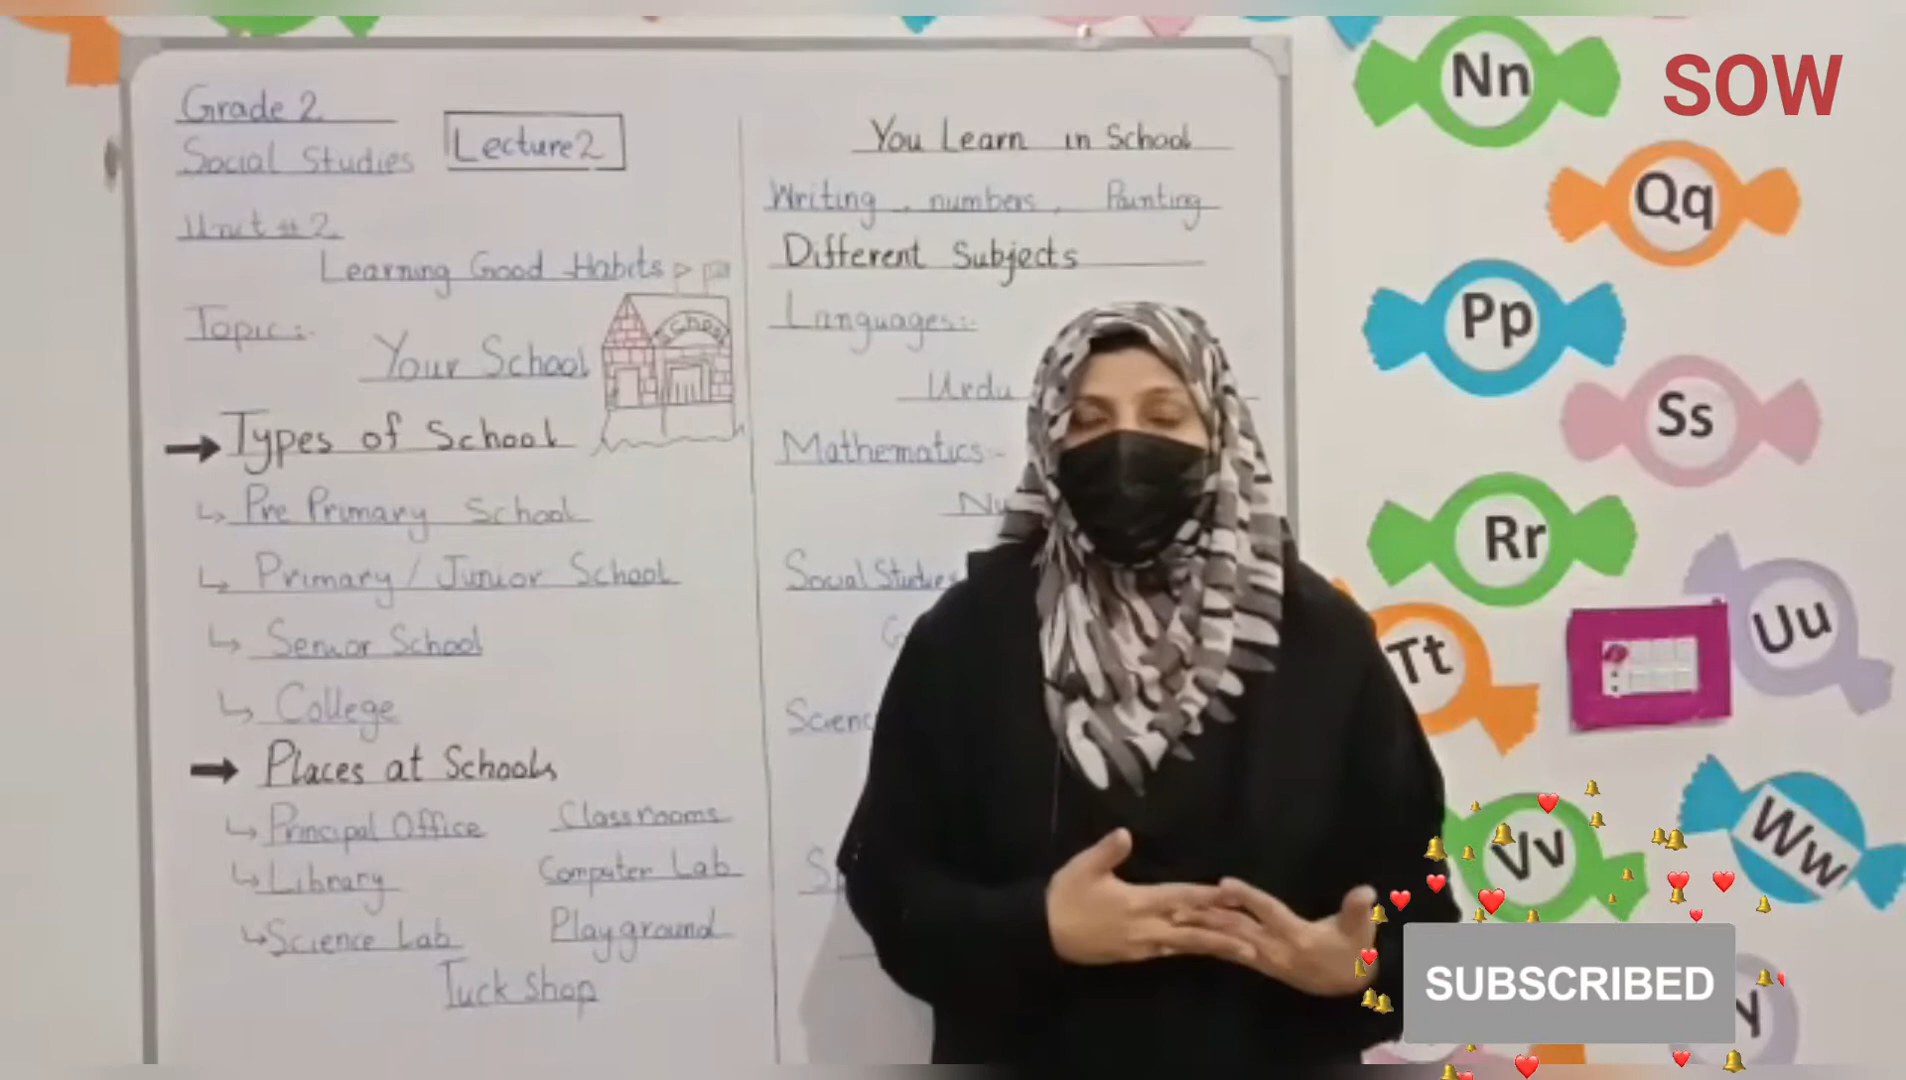 Grade 2
Social Studies
Lecture 2
Unit # 2
Learning Good Habits
Topic:-
Your School
School
→ Types of School
↳ Pre Primary School
↳ Primary / Junior School
↳ Senior School
↳ College
→ Places at Schools
↳ Principal Office Classrooms
↳ Library Computer Lab
↳ Science Lab Playground
Tuck Shop
You Learn in School
Writing, numbers, Painting
Different Subjects
Languages:-
Urdu
Mathematics:-
Social Studies
SOW
Nn
Qq
Pp
Ss
Rr
Uu
Tt
Vv
Ww
SUBSCRIBED